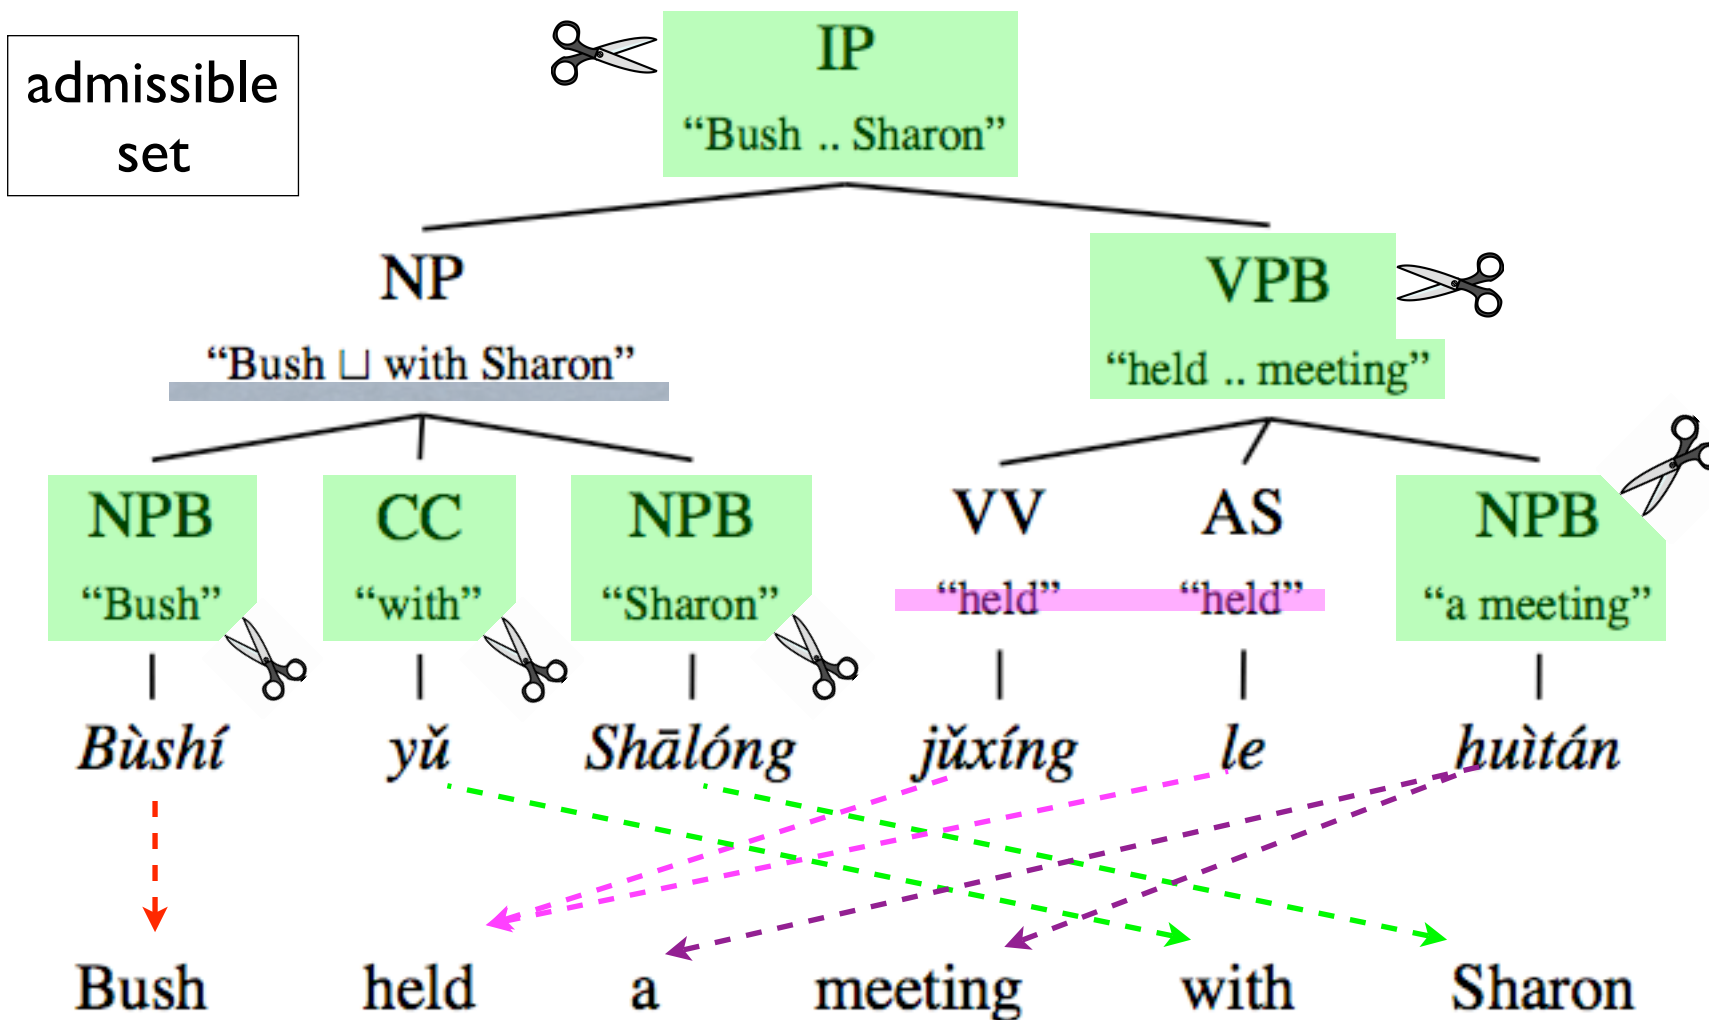 admissible
set
IP
“Bush .. Sharon”
NP
VPB
“Bush ⊔ with Sharon”
“held .. meeting”
NPB CC NPB VV AS NPB
“Bush” “with” “Sharon” “held” “held” “a meeting”
Bùshí yǔ Shālóng jǔxíng le huìtán
Bush held a meeting with Sharon